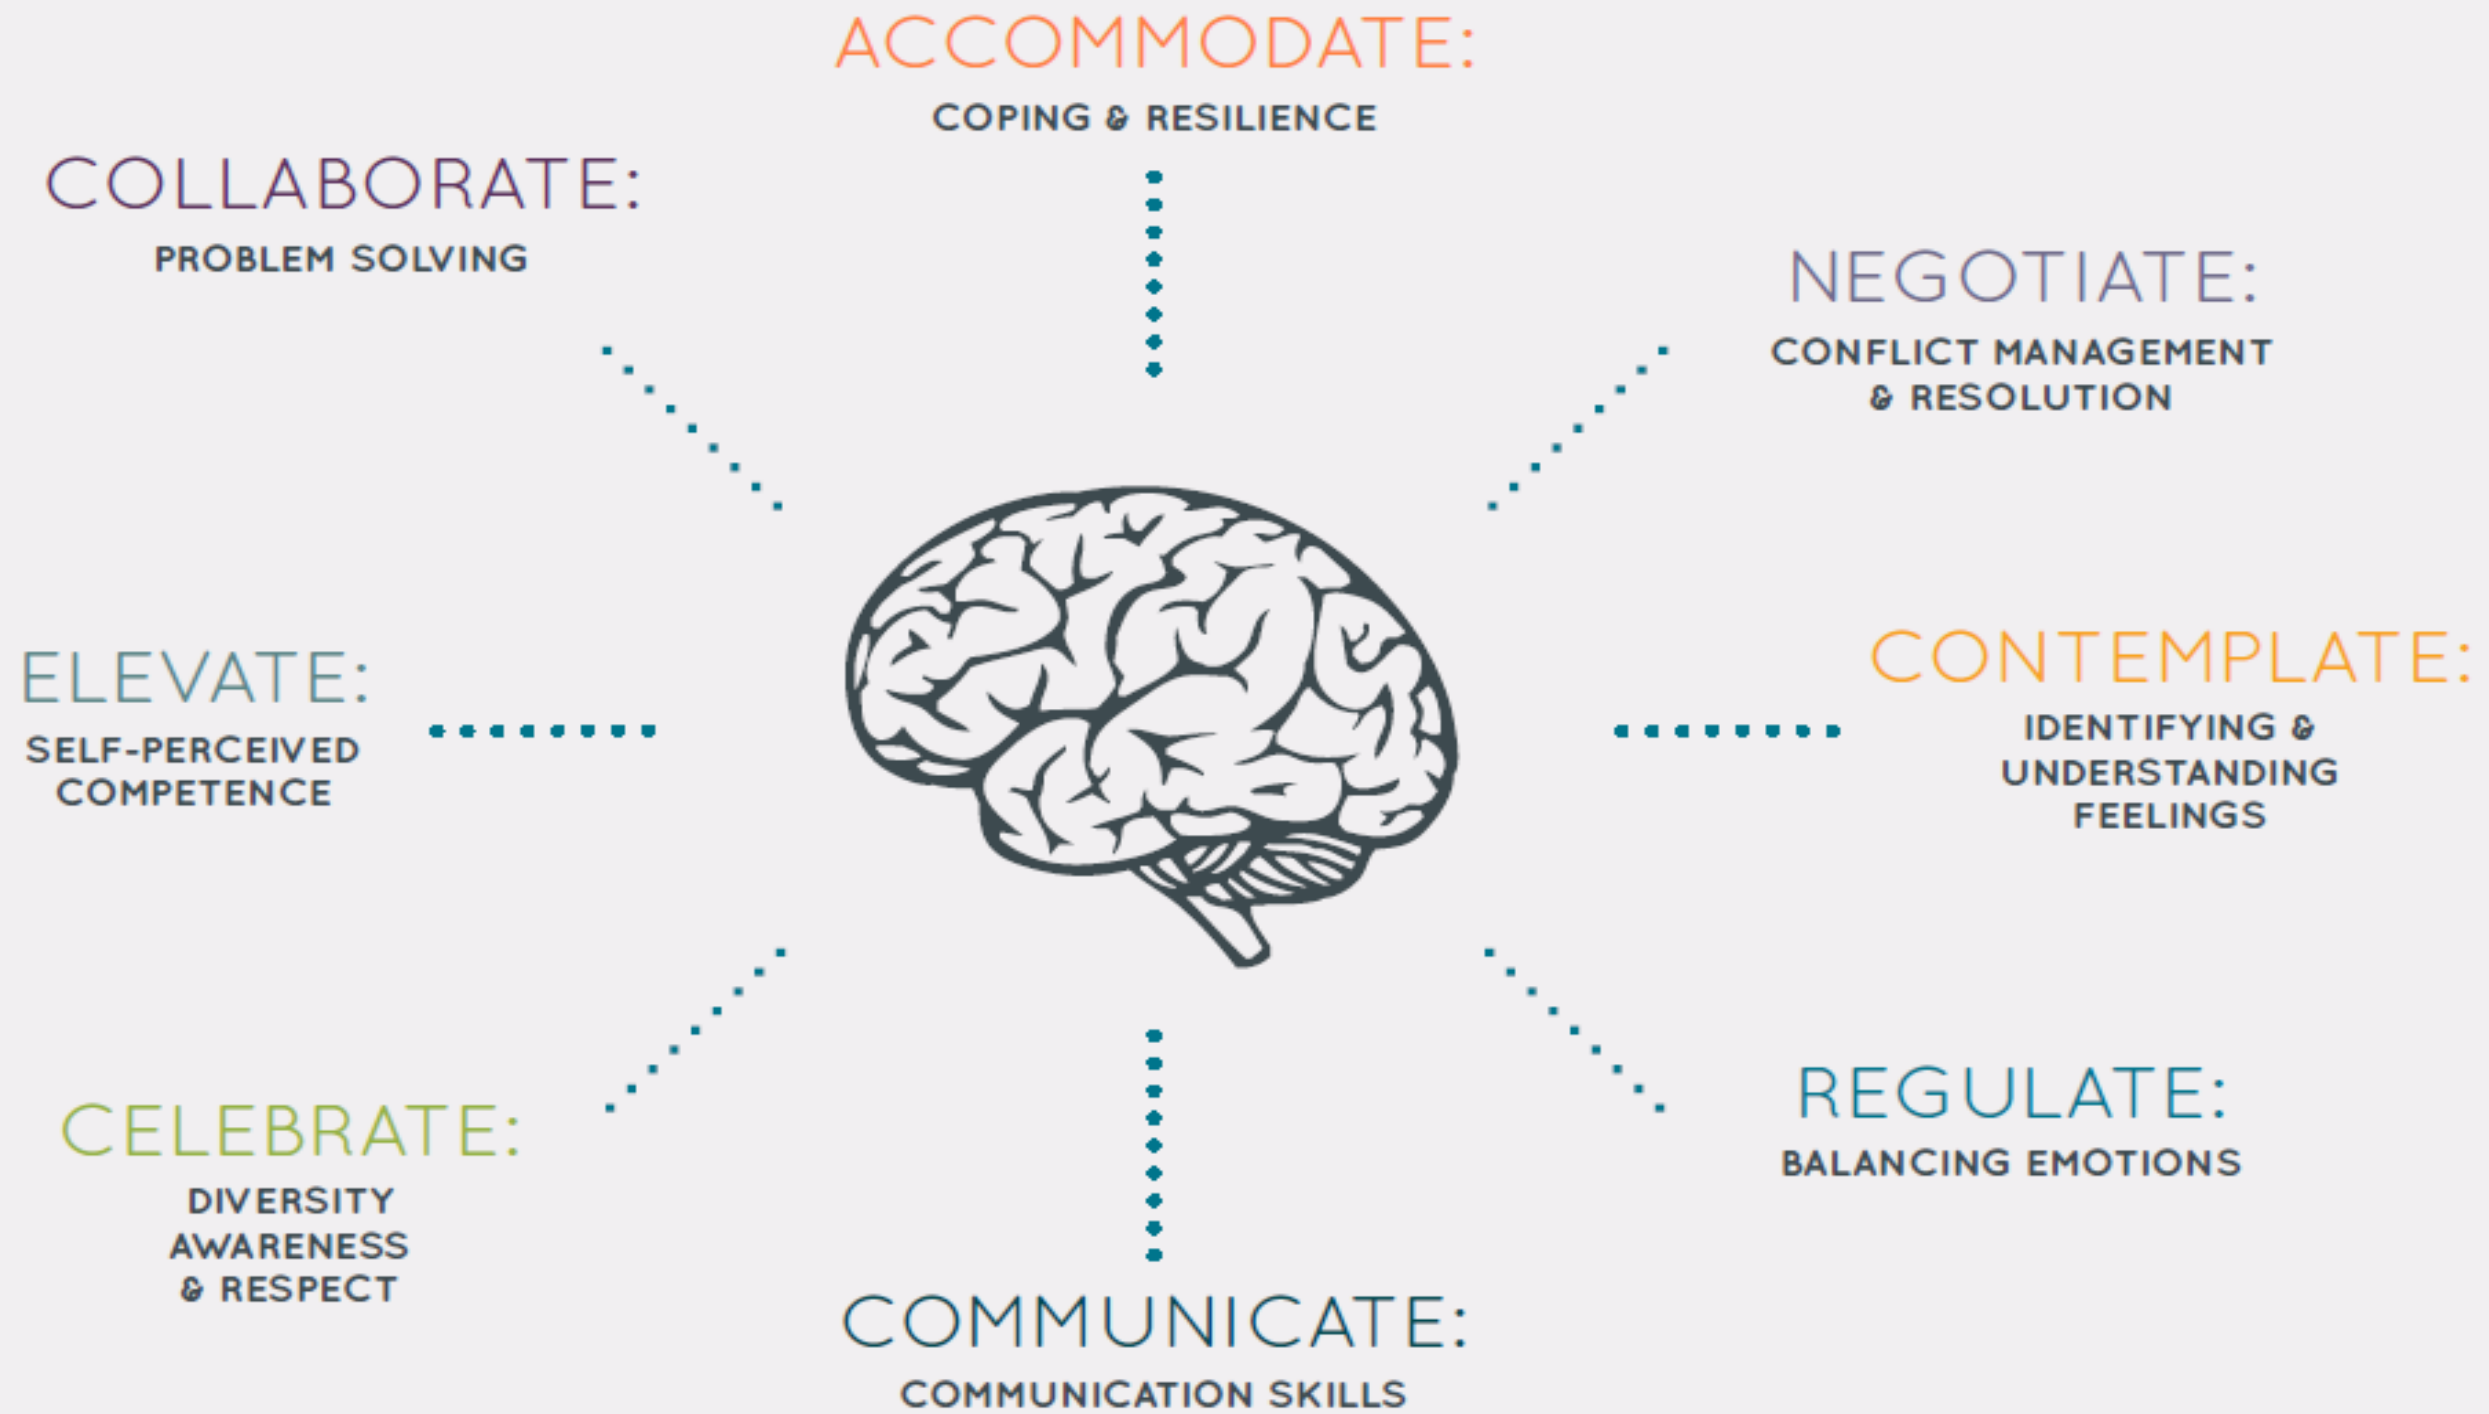 ACCOMMODATE:
COPING & RESILIENCE
COLLABORATE:
PROBLEM SOLVING
NEGOTIATE:
CONFLICT MANAGEMENT
& RESOLUTION
ELEVATE:
SELF-PERCEIVED
COMPETENCE
CONTEMPLATE:
IDENTIFYING &
UNDERSTANDING
FEELINGS
CELEBRATE:
DIVERSITY
AWARENESS
& RESPECT
REGULATE:
BALANCING EMOTIONS
COMMUNICATE:
COMMUNICATION SKILLS